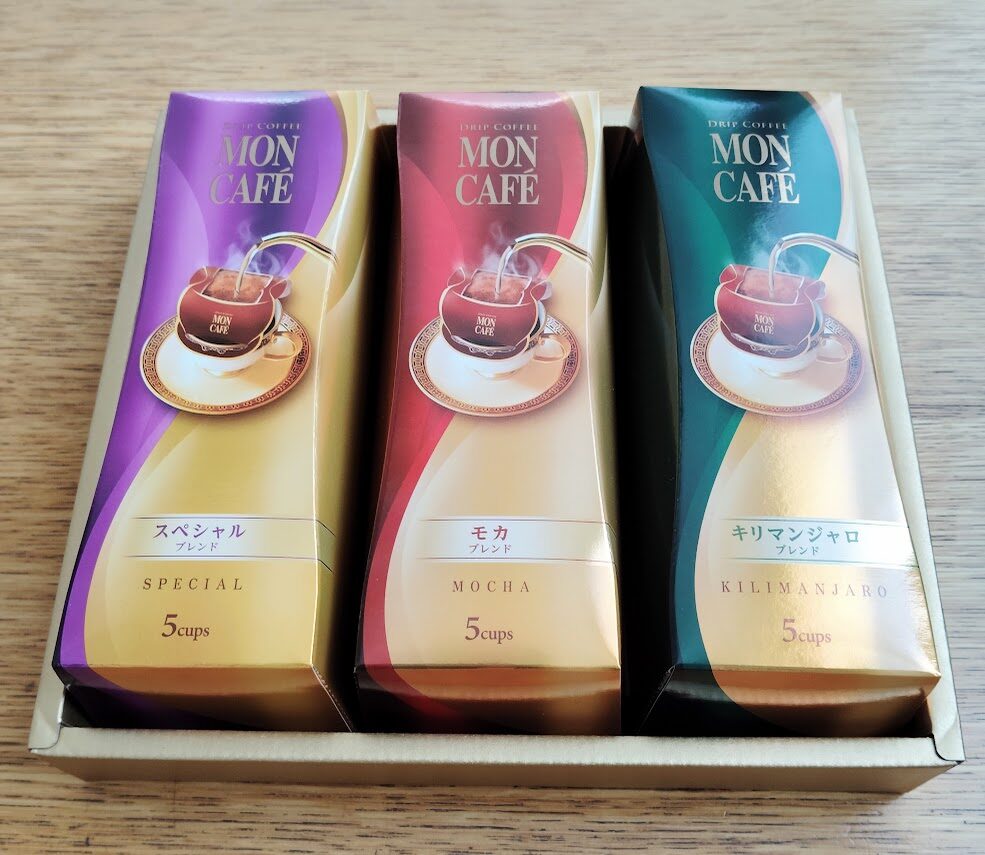 DRIP COFFEE
MON
CAFÉ
MON
CAFÉ
スペシャル
ブレンド
SPECIAL
5cups
DRIP COFFEE
MON
CAFÉ
MON
CAFÉ
モカ
ブレンド
MOCHA
5cups
DRIP COFFEE
MON
CAFÉ
MON
CAFÉ
キリマンジャロ
ブレンド
KILIMANJARO
5cups